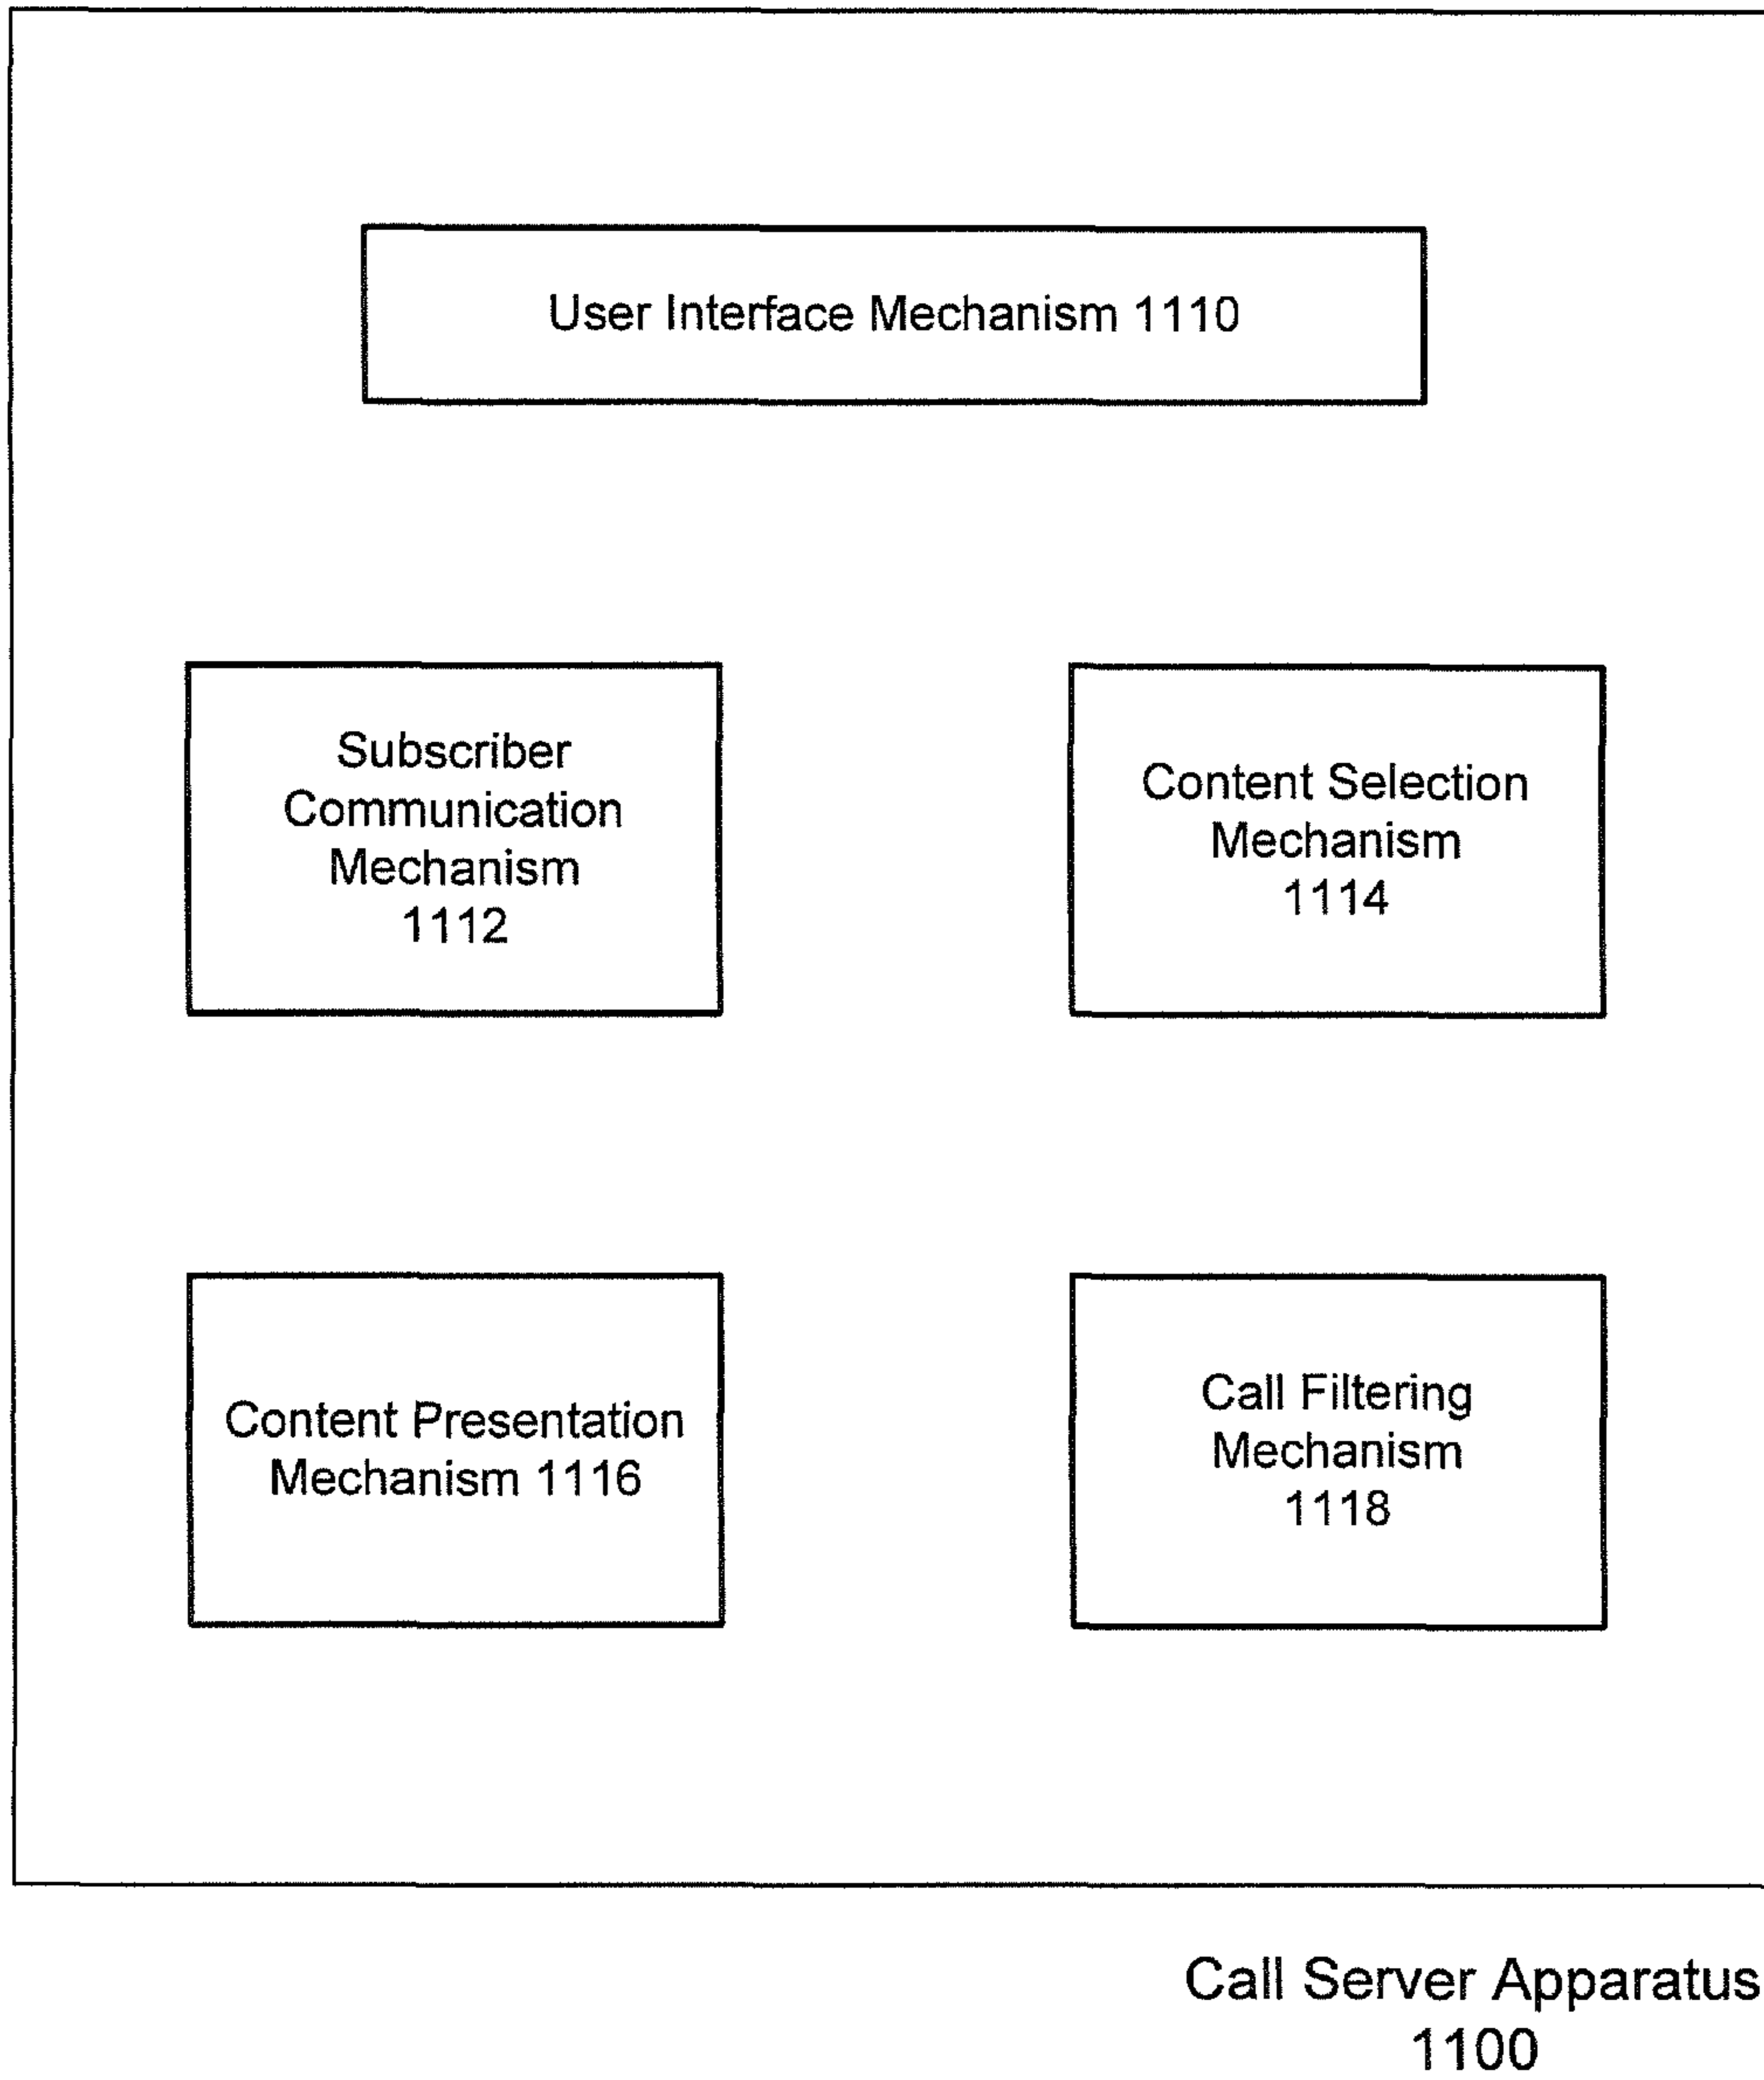 User Interface Mechanism 1110
Subscriber
Communication
Mechanism
1112
Content Selection
Mechanism
1114
Content Presentation
Mechanism 1116
Call Filtering
Mechanism
1118
Call Server Apparatus
1100